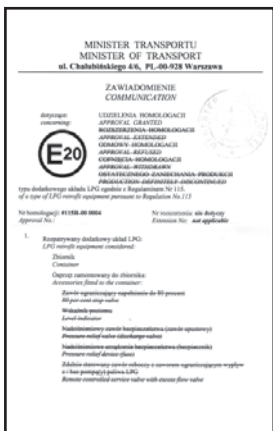 MINISTER TRANSPORTU
MINISTER OF TRANSPORT
ul. Chałubińskiego 4/6, PL-00-928 Warszawa
ZAWIADOMIENIE
COMMUNICATION
dotyczące:
concerning:
UDZIELENIA HOMOLOGACJI
APPROVAL GRANTED
ROZSZERZENIA HOMOLOGACJI
APPROVAL EXTENDED
ODMOWY HOMOLOGACJI
APPROVAL REFUSED
COFNIĘCIA HOMOLOGACJI
APPROVAL WITHDRAWN
OSTATECZNEGO ZANIECHANIA PRODUKCJI
PRODUCTION DEFINITELY DISCONTINUED
E20
typu dodatkowego układu LPG zgodnie z Regulaminem Nr 115.
of a type of LPG retrofit equipment pursuant to Regulation No.115
Nr homologacji: #115R-00 0004
Approval No.:
Nr rozszerzenia: nie dotyczy
Extension No: not applicable
1. Rozpatrywany dodatkowy układ LPG:
LPG retrofit equipment considered:
Zbiornik
Container
Osprzęt zamontowany do zbiornika:
Accessories fitted to the container:
Zawór ograniczający napełnianie do 80 procent
80 per cent stop valve
Wskaźnik poziomu
Level indicator
Nadciśnieniowy zawór bezpieczeństwa (zawór upustowy)
Pressure relief valve (discharge valve)
Nadciśnieniowe urządzenie bezpieczeństwa (bezpiecznik)
Pressure relief device (fuse)
Zdalnie sterowany zawór roboczy z zaworem ograniczającym wypływ
Remote controlled service valve with excess flow valve